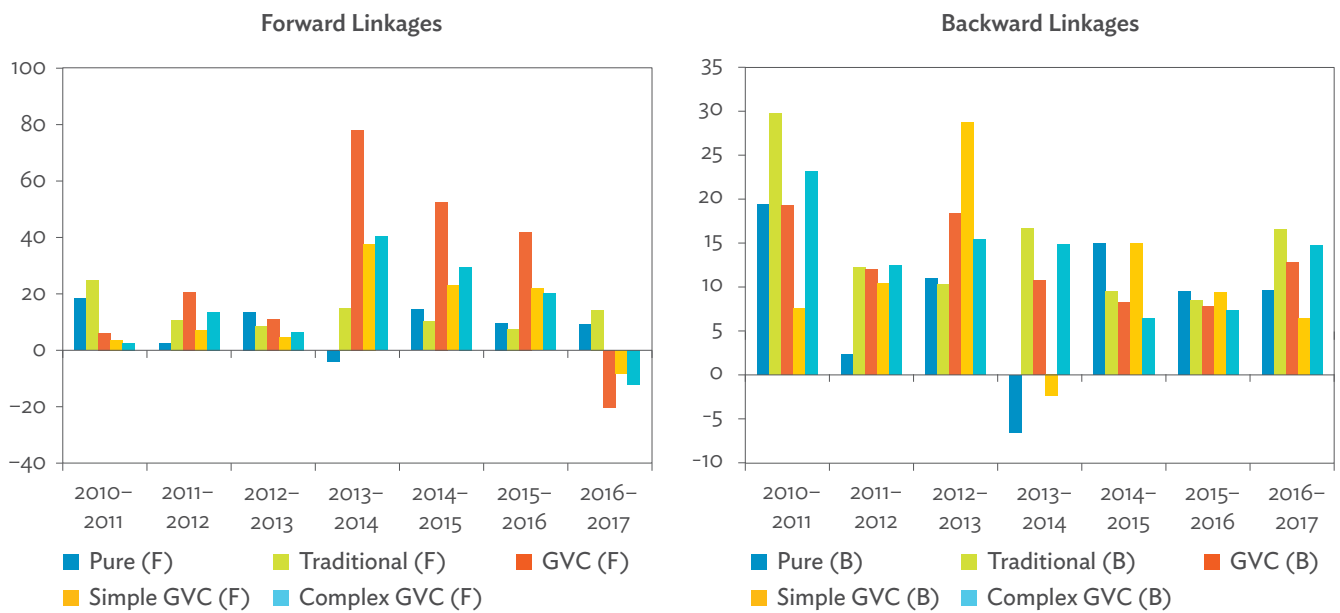 Forward Linkages
100
80
60
40
20
0
−20
−40
2010– 2011– 2012– 2013– 2014– 2015– 2016–
2011 2012 2013 2014 2015 2016 2017
Pure (F) Traditional (F) GVC (F)
Simple GVC (F) Complex GVC (F)
Backward Linkages
35
30
25
20
15
10
5
0
−5
−10
2010– 2011– 2012– 2013– 2014– 2015– 2016–
2011 2012 2013 2014 2015 2016 2017
Pure (B) Traditional (B) GVC (B)
Simple GVC (B) Complex GVC (B)